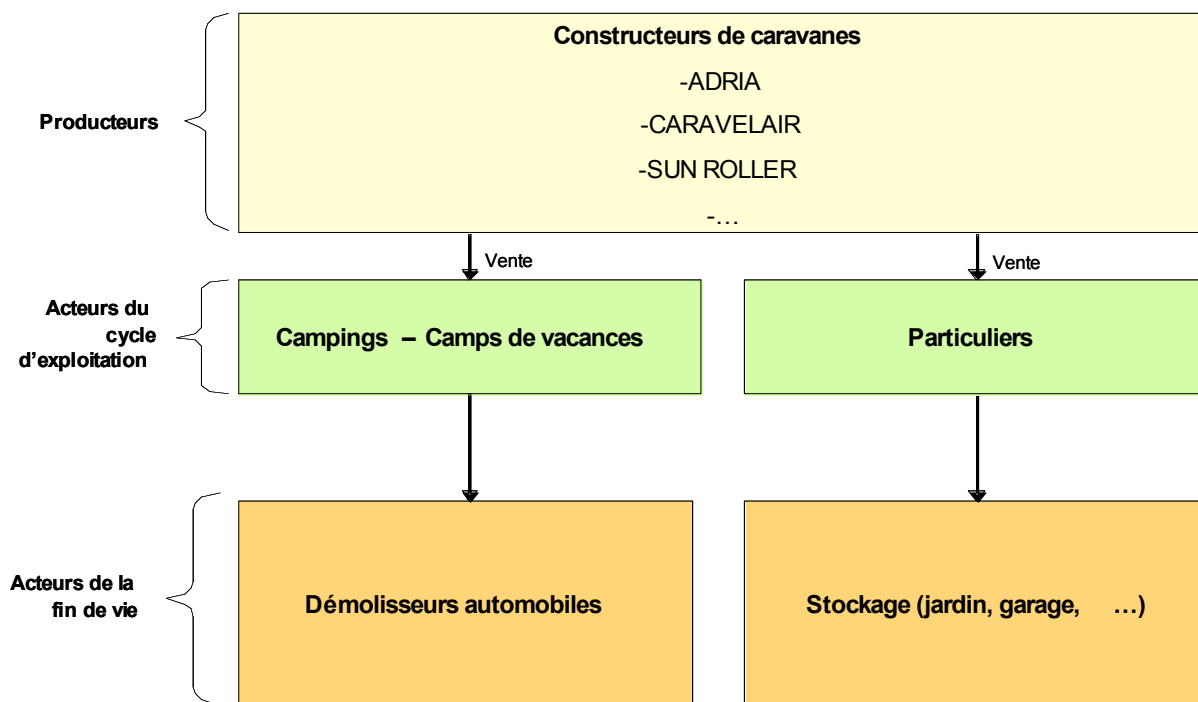 Constructeurs de caravanes
-ADRIA
-CARAVELAIR
-SUN ROLLER
-…
Producteurs
Vente
Vente
Acteurs du
cycle
d'exploitation
Campings – Camps de vacances
Particuliers
Acteurs de la
fin de vie
Démolisseurs automobiles
Stockage (jardin, garage, …)